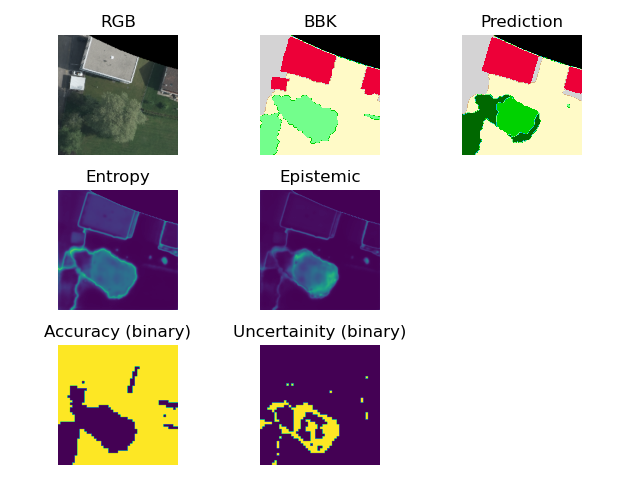 RGB
BBK
Prediction
Entropy
Epistemic
Accuracy (binary)
Uncertainity (binary)